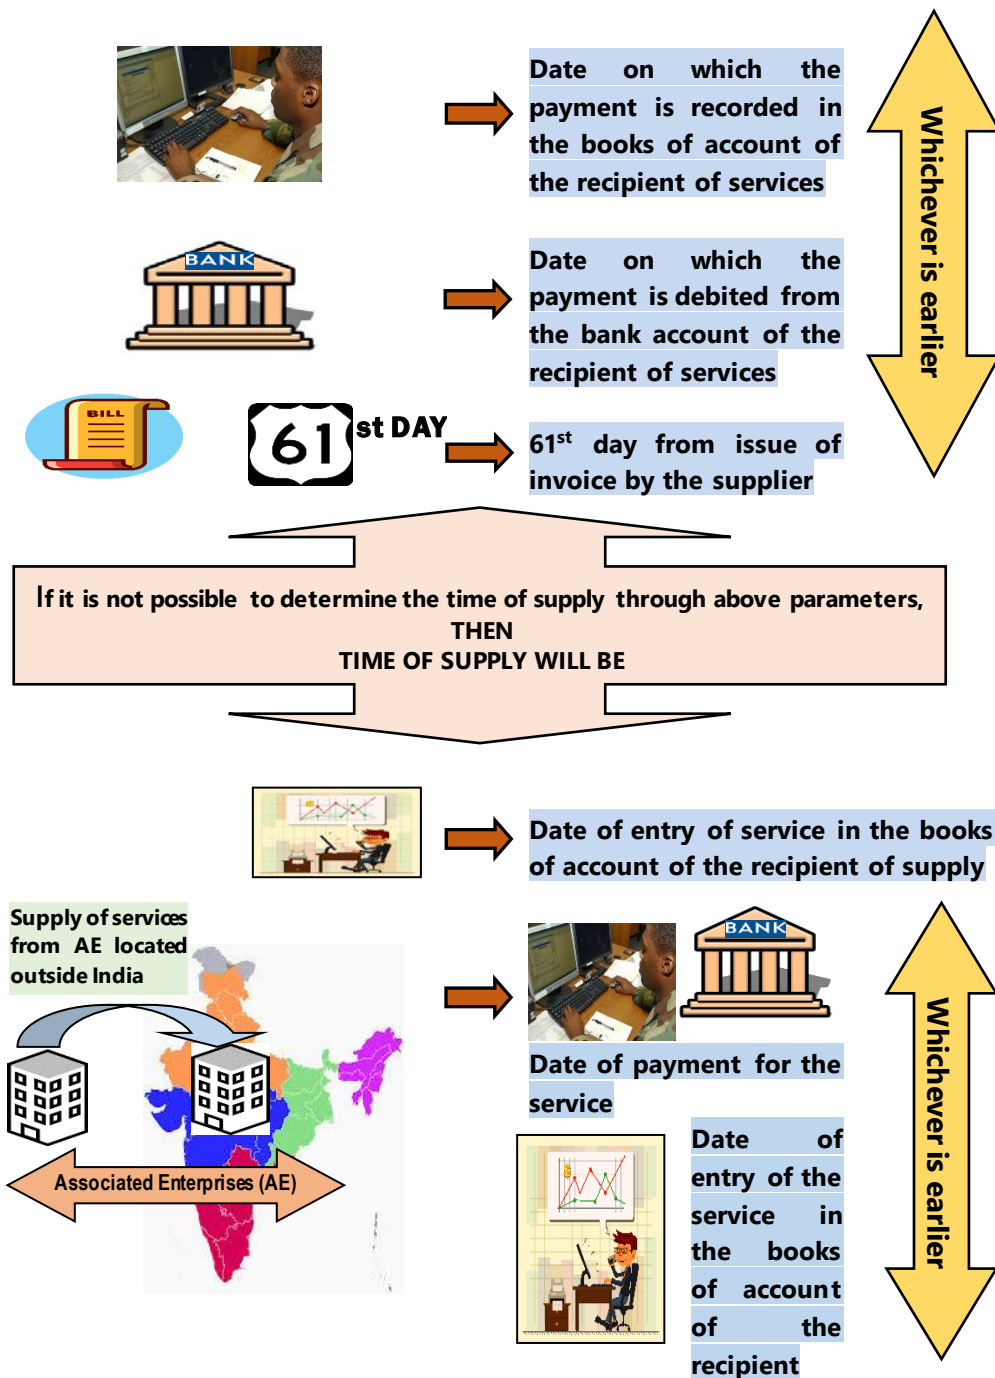 Date on which the
payment is recorded in
the books of account of
the recipient of services
Whichever is earlier
BANK
Date on which the
payment is debited from
the bank account of the
recipient of services
BILL
61
st DAY
61st day from issue of
invoice by the supplier
If it is not possible to determine the time of supply through above parameters,
THEN
TIME OF SUPPLY WILL BE
Date of entry of service in the books
of account of the recipient of supply
Supply of services
from AE located
outside India
Associated Enterprises (AE)
BANK
Date of payment for the
service
Date of
entry of the
service in
the books
of account
of the
recipient
Whichever is earlier